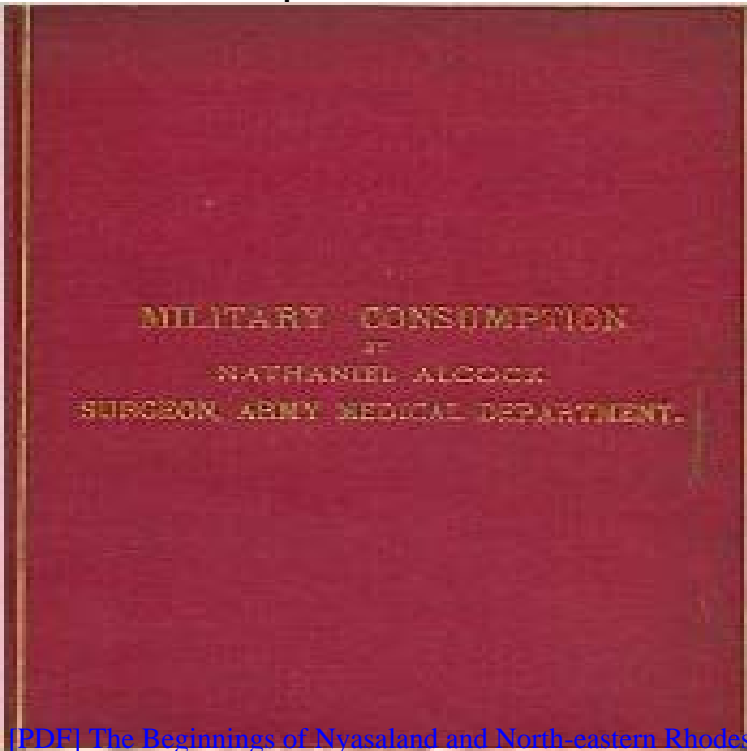 MILITARY CONSUMPTION
BY
NATHANIEL ALCOCK
SURGEON, ARMY MEDICAL DEPARTMENT.
[PDF] The Beginnings of Nyasaland and North-eastern Rhodes